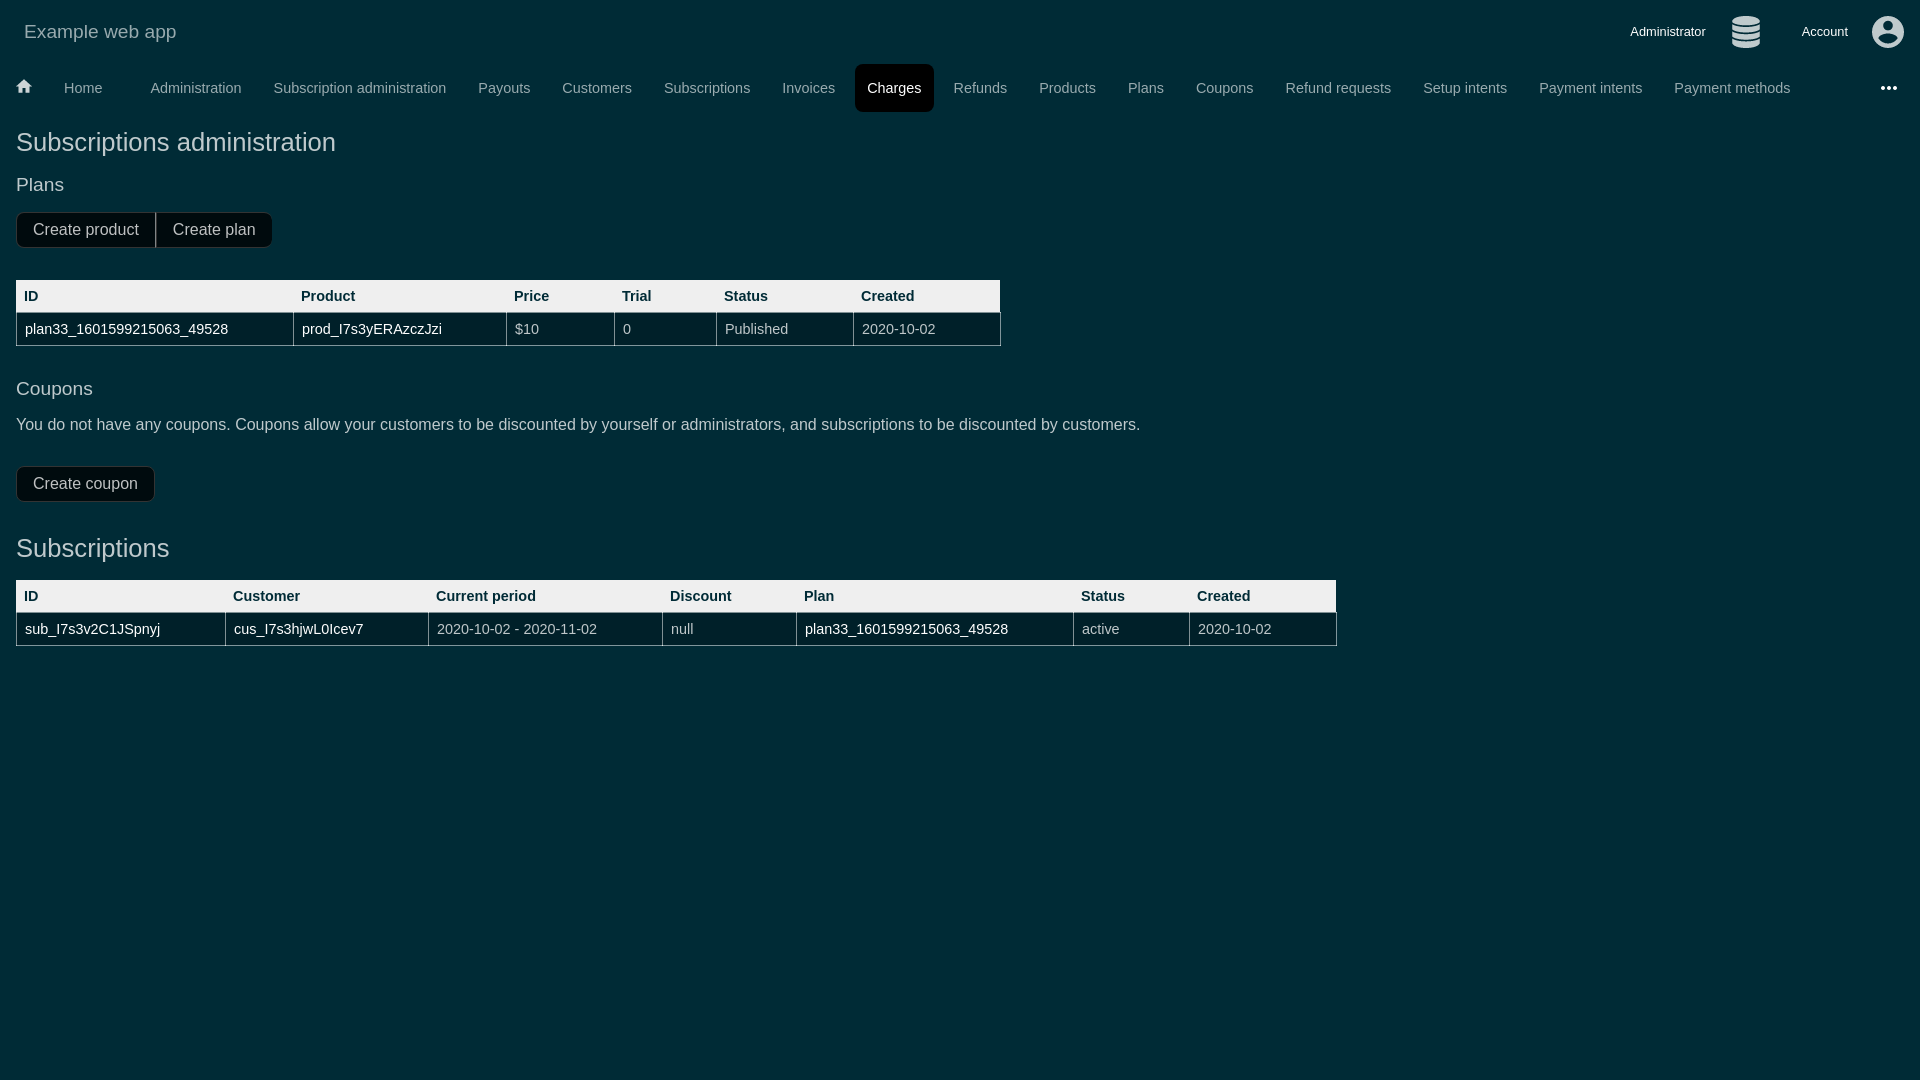 Example web app
Administrator Account
Home Administration Subscription administration Payouts Customers Subscriptions Invoices Charges Refunds Products Plans Coupons Refund requests Setup intents Payment intents Payment methods
Subscriptions administration
Plans
Create product Create plan
ID Product Price Trial Status Created
plan33_1601599215063_49528 prod_I7s3yERAzczJzi $10 0 Published 2020-10-02
Coupons
You do not have any coupons. Coupons allow your customers to be discounted by yourself or administrators, and subscriptions to be discounted by customers.
Create coupon
Subscriptions
ID Customer Current period Discount Plan Status Created
sub_I7s3v2C1JSpnyj cus_I7s3hjwL0Icev7 2020-10-02 - 2020-11-02 null plan33_1601599215063_49528 active 2020-10-02